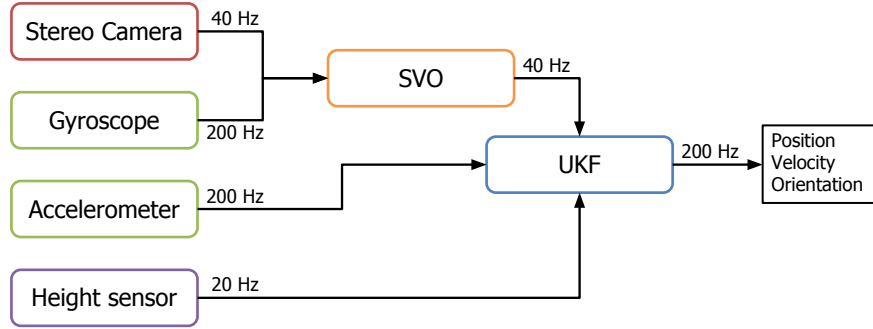 Stereo Camera
40 Hz
Gyroscope
200 Hz
SVO
40 Hz
Accelerometer
200 Hz
UKF
200 Hz
Position
Velocity
Orientation
Height sensor
20 Hz